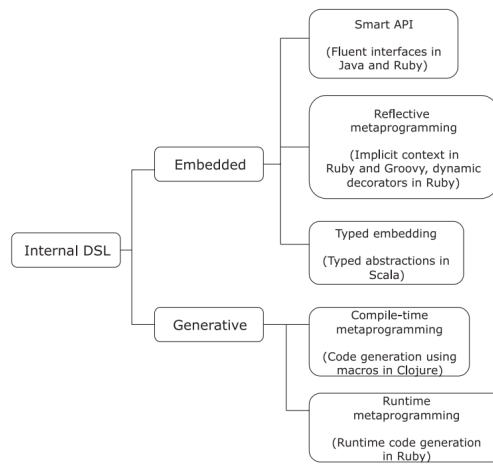 Smart API
(Fluent interfaces in
Java and Ruby)
Reflective
metaprogramming
(Implicit context in
Ruby and Groovy, dynamic
decorators in Ruby)
Embedded
Typed embedding
(Typed abstractions in
Scala)
Internal DSL
Generative
Compile-time
metaprogramming
(Code generation using
macros in Clojure)
Runtime
metaprogramming
(Runtime code generation
in Ruby)